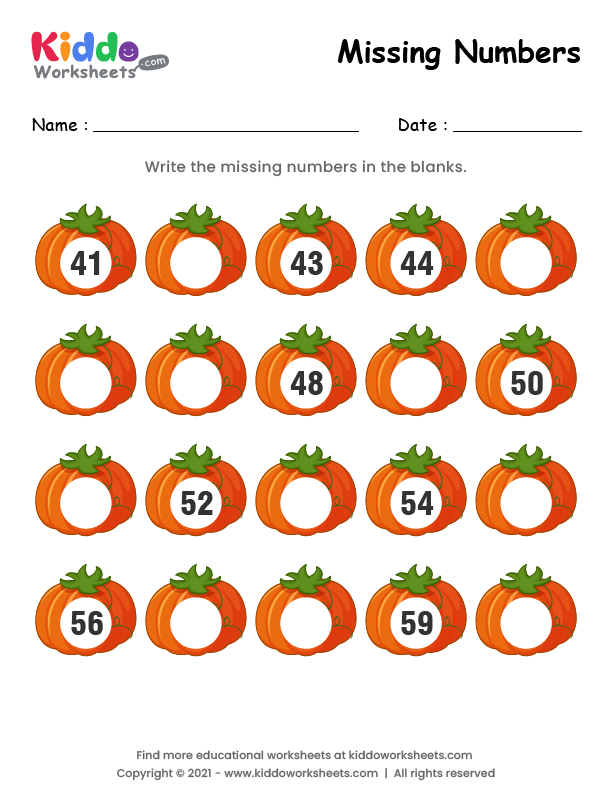 Kiddo
Worksheets .com
Missing Numbers
Name : Date :
Write the missing numbers in the blanks.
41 43 44
48 50
52 54
56 59
Find more educational worksheets at kiddoworksheets.com
Copyright © 2021 - www.kiddoworksheets.com | All rights reserved